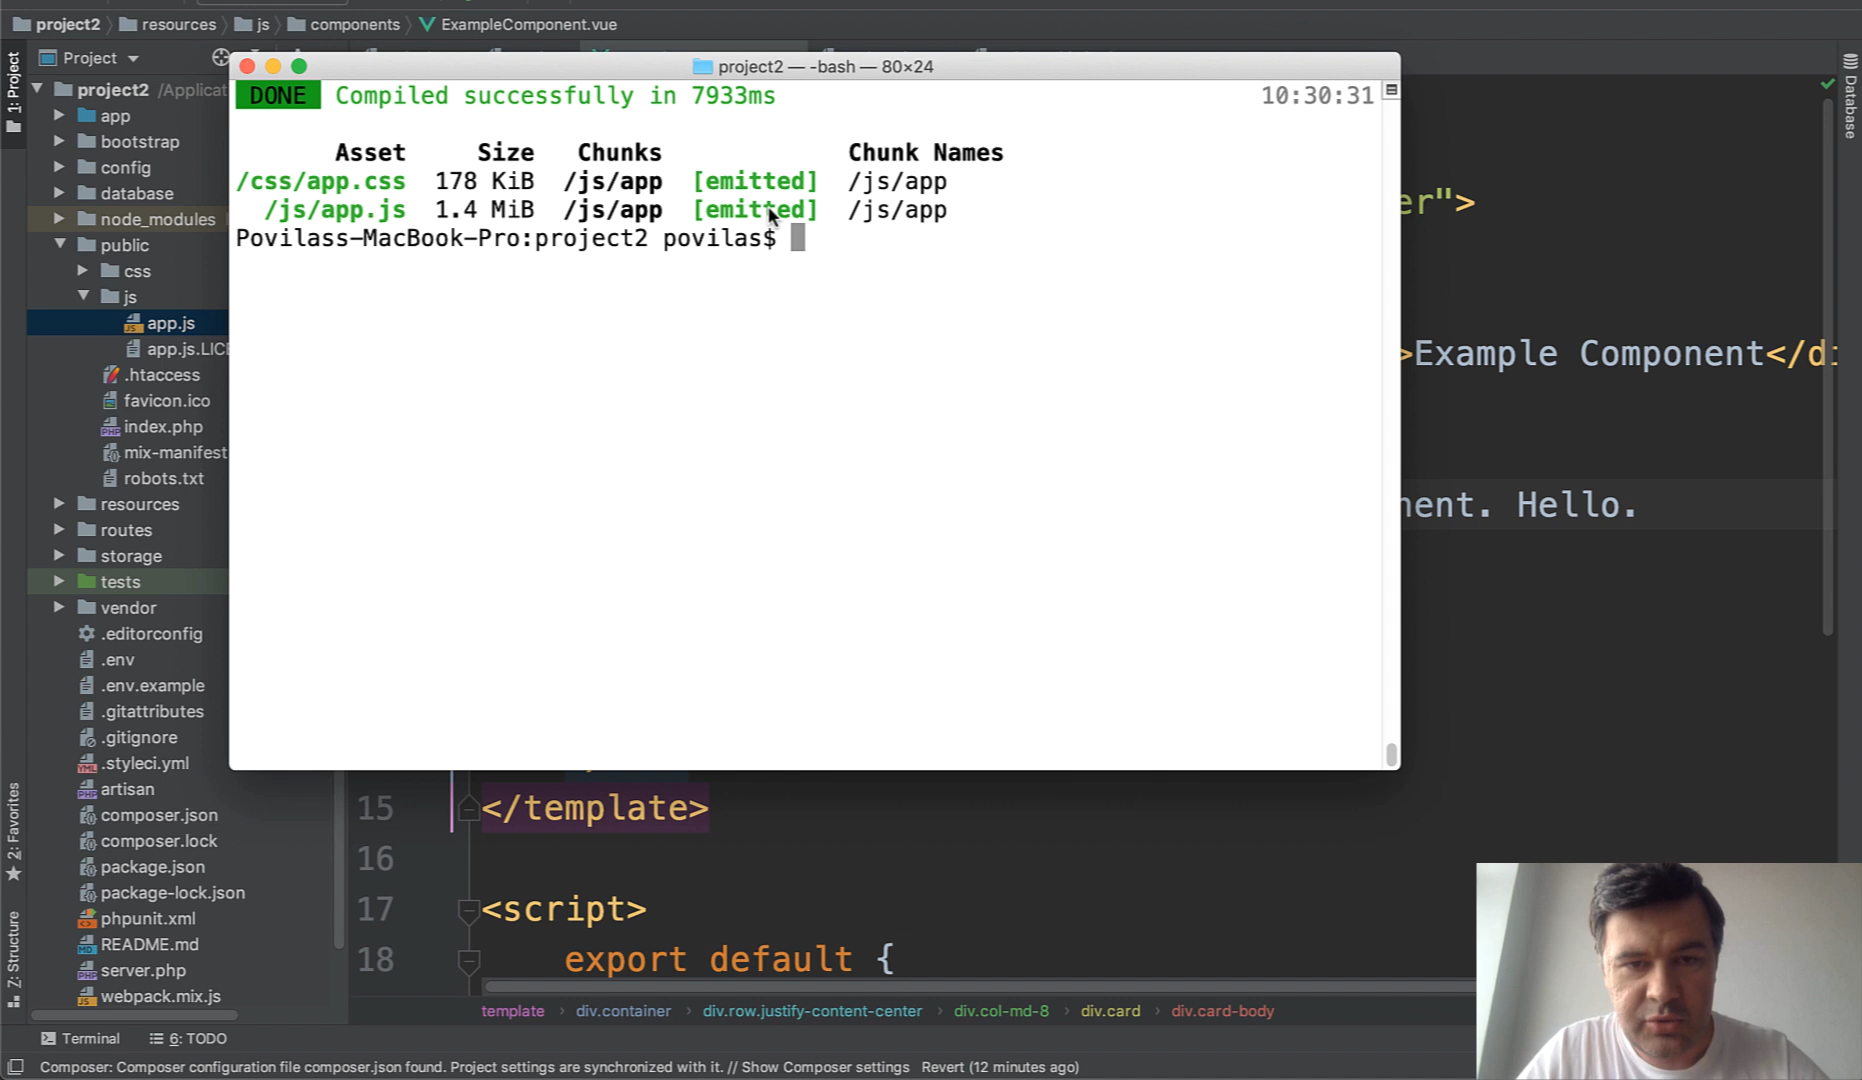 project2 resources js components ExampleComponent.vue
1: Project
Project
Database
project2 — -bash — 80×24
DONE Compiled successfully in 7933ms 10:30:31
Asset Size Chunks Chunk Names
/css/app.css 178 KiB /js/app [emitted] /js/app
/js/app.js 1.4 MiB /js/app [emitted] /js/app
Povilass-MacBook-Pro:project2 povilas$
project2 /Applicat
app
bootstrap
config
database
node_modules
public
css
js
app.js
app.js.LICE
.htaccess
favicon.ico
index.php
mix-manifest
robots.txt
resources
routes
storage
tests
vendor
.editorconfig
.env
.env.example
.gitattributes
.gitignore
.styleci.yml
artisan
composer.json
composer.lock
package.json
package-lock.json
phpunit.xml
README.md
server.php
webpack.mix.js
2: Favorites
Z: Structure
er">
>Example Component</di
nent. Hello.
15 </template>
16
17 <script>
18 export default {
template div.container div.row.justify-content-center div.col-md-8 div.card div.card-body
Terminal 6: TODO
Composer: Composer configuration file composer.json found. Project settings are synchronized with it. // Show Composer settings Revert (12 minutes ago)